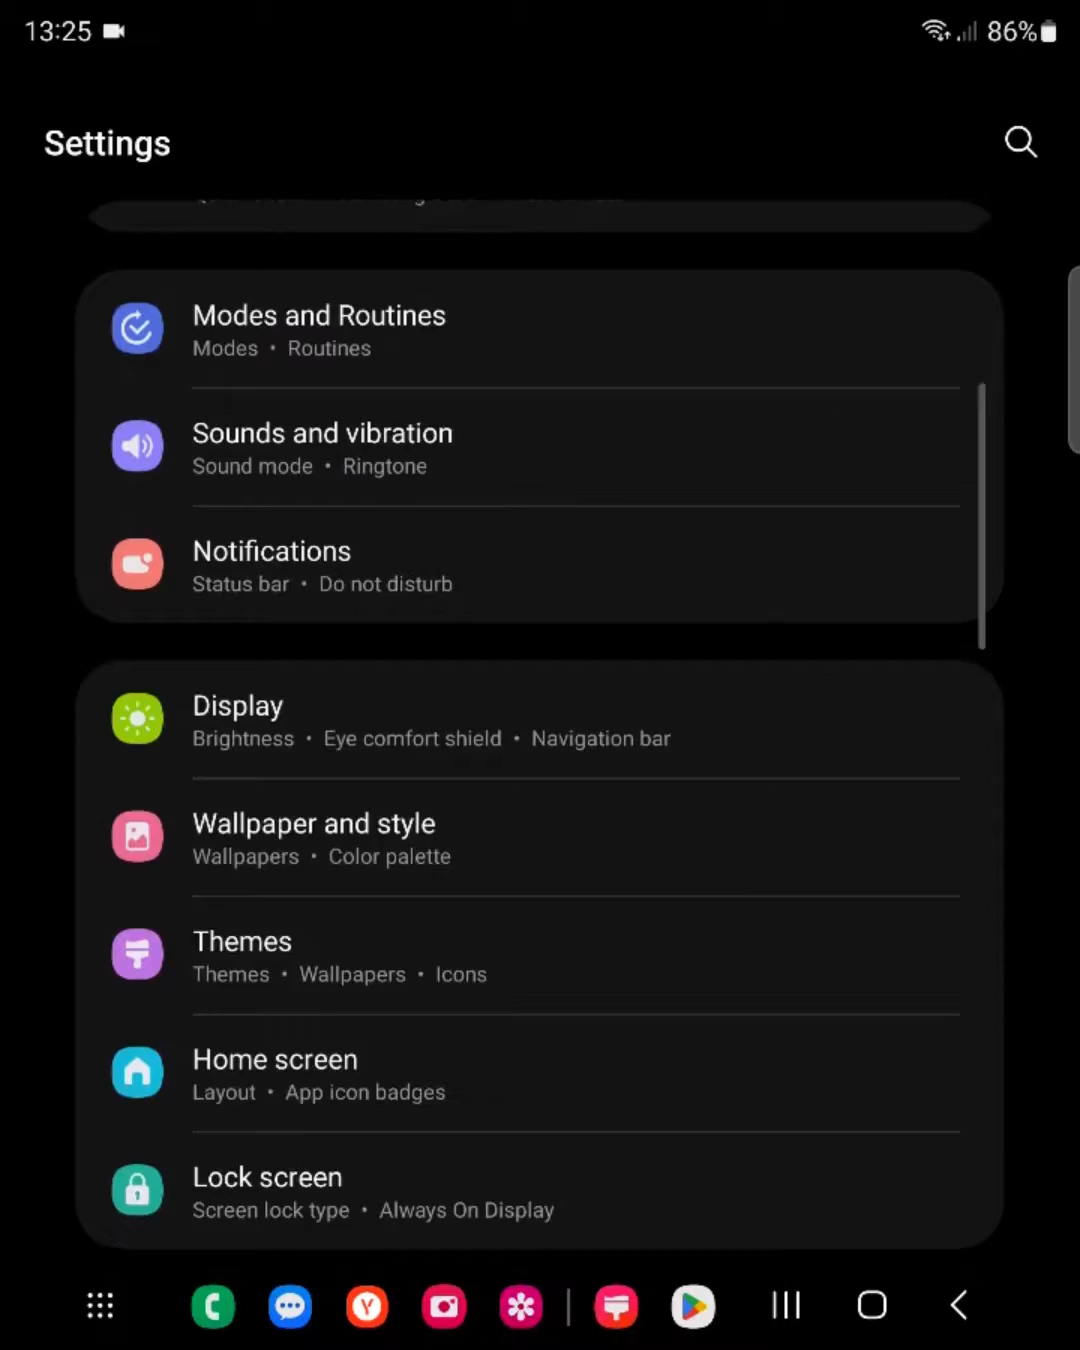 13:25
86%
Settings
Modes and Routines
Modes • Routines
Sounds and vibration
Sound mode • Ringtone
Notifications
Status bar • Do not disturb
Display
Brightness • Eye comfort shield • Navigation bar
Wallpaper and style
Wallpapers • Color palette
Themes
Themes • Wallpapers • Icons
Home screen
Layout • App icon badges
Lock screen
Screen lock type • Always On Display